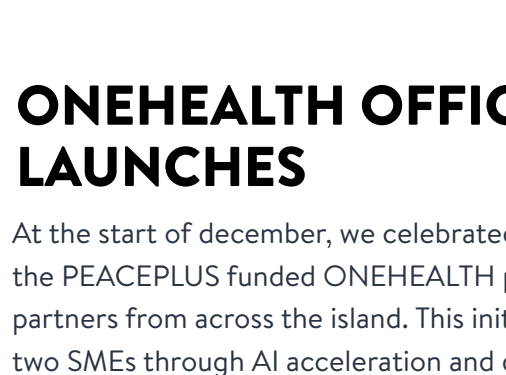 ONEHEALTH OFFIC
LAUNCHES
At the start of december, we celebrated
the PEACEPLUS funded ONEHEALTH p
partners from across the island. This init
two SMEs through AI acceleration and